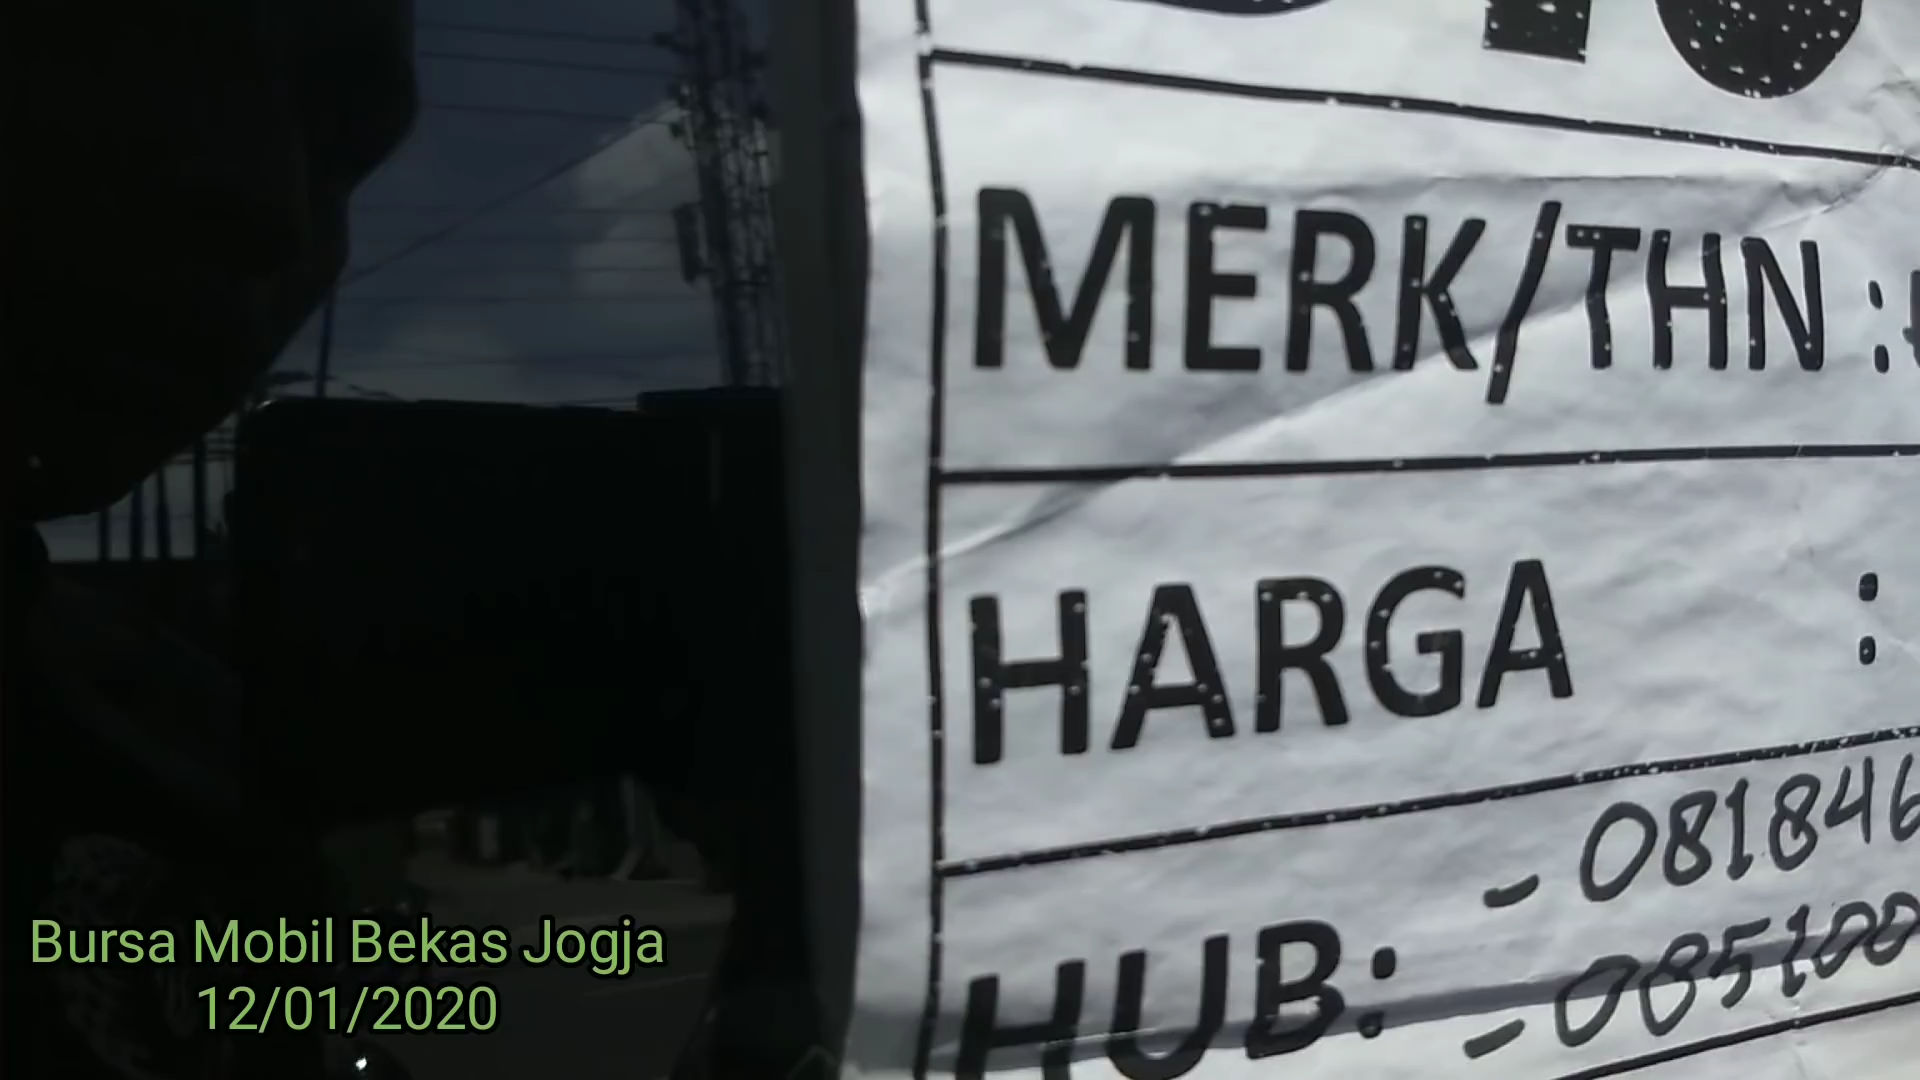 MERK/THN :
HARGA :
HUB: - 081846
- 085100
Bursa Mobil Bekas Jogja
12/01/2020